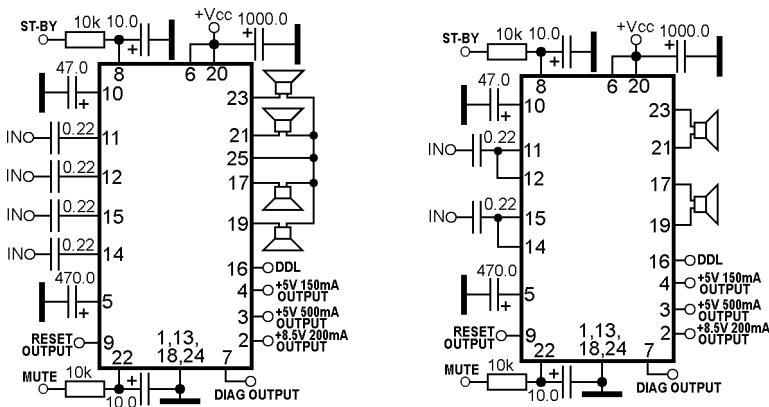 ST-BY
10k
10.0
+
+Vcc
1000.0
+
8
6
20
47.0
+
10
23
IN
0.22
11
21
25
IN
0.22
12
17
IN
0.22
15
19
IN
0.22
14
16
DDL
470.0
+
5
4
+5V 150mA
OUTPUT
3
+5V 500mA
OUTPUT
RESET
OUTPUT
9
1,13,
18,24
2
+8.5V 200mA
OUTPUT
22
7
MUTE
10k
+
10.0
DIAG OUTPUT
ST-BY
10k
10.0
+
+Vcc
1000.0
+
8
6
20
47.0
+
10
23
IN
0.22
11
21
12
17
IN
0.22
15
19
14
16
DDL
470.0
+
5
4
+5V 150mA
OUTPUT
3
+5V 500mA
OUTPUT
RESET
OUTPUT
9
1,13,
18,24
2
+8.5V 200mA
OUTPUT
22
7
MUTE
10k
+
10.0
DIAG OUTPUT